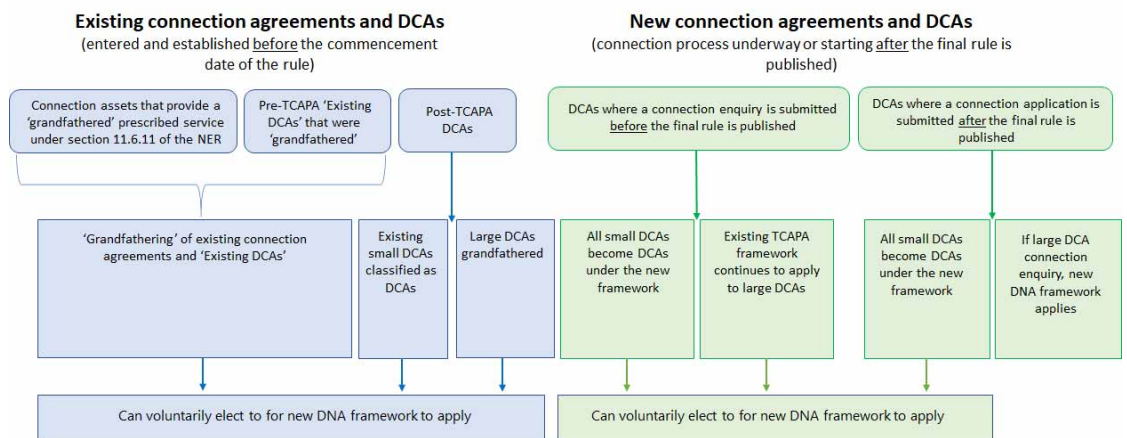 Existing connection agreements and DCAs
(entered and established before the commencement
date of the rule)
New connection agreements and DCAs
(connection process underway or starting after the final rule is
published)
Connection assets that provide a
‘grandfathered’ prescribed service
under section 11.6.11 of the NER
Pre-TCAPA ‘Existing
DCAs’ that were
‘grandfathered’
Post-TCAPA
DCAs
DCAs where a connection enquiry is submitted
before the final rule is published
DCAs where a connection application is
submitted after the final rule is
published
‘Grandfathering’ of existing connection
agreements and ‘Existing DCAs’
Existing
small DCAs
classified as
DCAs
Large DCAs
grandfathered
All small DCAs
become DCAs
under the new
framework
Existing TCAPA
framework
continues to apply
to large DCAs
All small DCAs
become DCAs
under the new
framework
If large DCA
connection
enquiry, new
DNA framework
applies
Can voluntarily elect to for new DNA framework to apply
Can voluntarily elect to for new DNA framework to apply